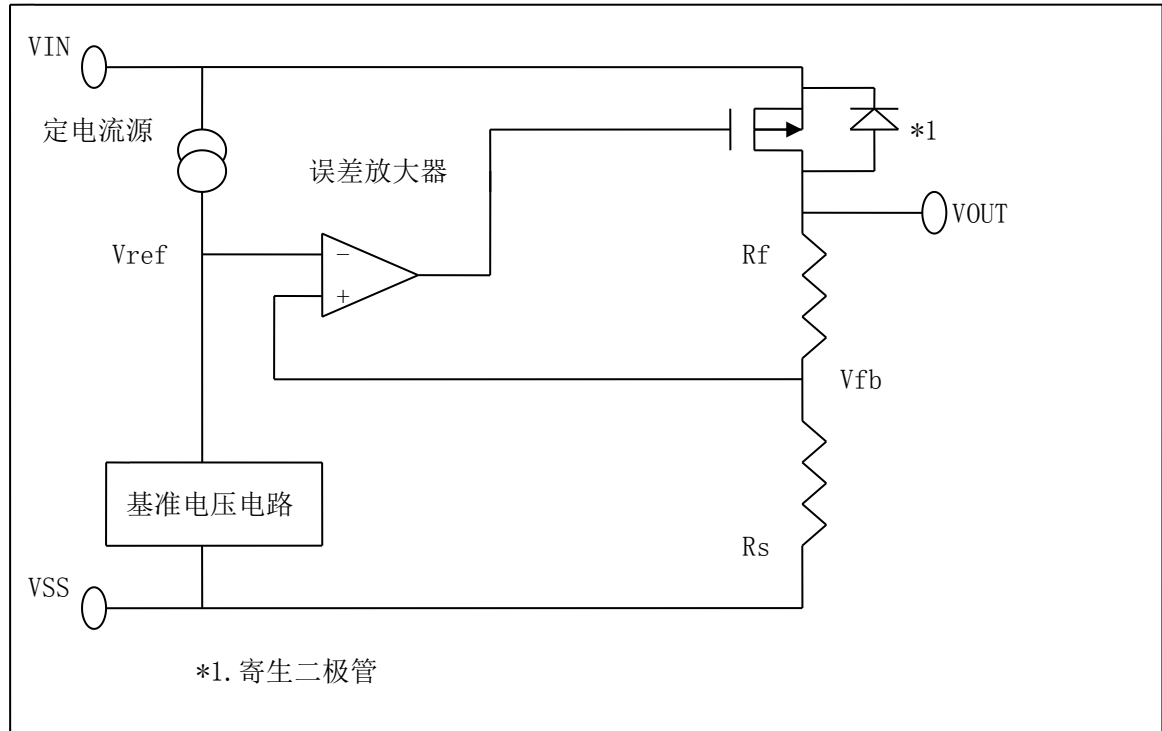 VIN
定电流源
*1
误差放大器
VOUT
Vref
−
Rf
+
Vfb
基准电压电路
Rs
VSS
*1.寄生二极管